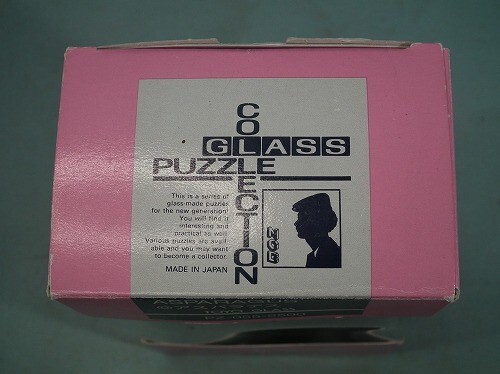 COLLECTION
GLASS
PUZZLE
This is a series of
glass-made puzzles
for the new generation!
You will find it
interesting and
practical as well.
Various puzzles are avail-
able and you may want
to become a collector.
MADE IN JAPAN
ASPARAGUS